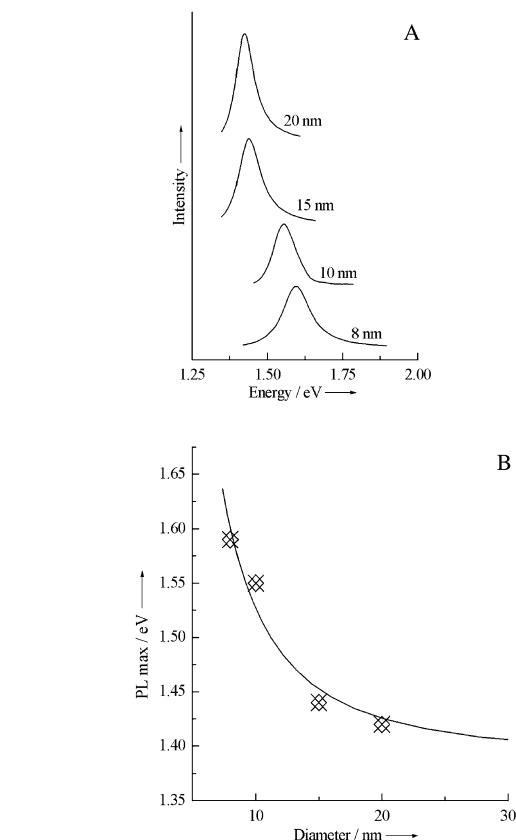 A
20 nm
15 nm
10 nm
8 nm
Intensity
1.25 1.50 1.75 2.00
Energy / eV
B
1.65
1.60
1.55
1.50
1.45
1.40
1.35
PL max / eV
10 20 30
Diameter / nm